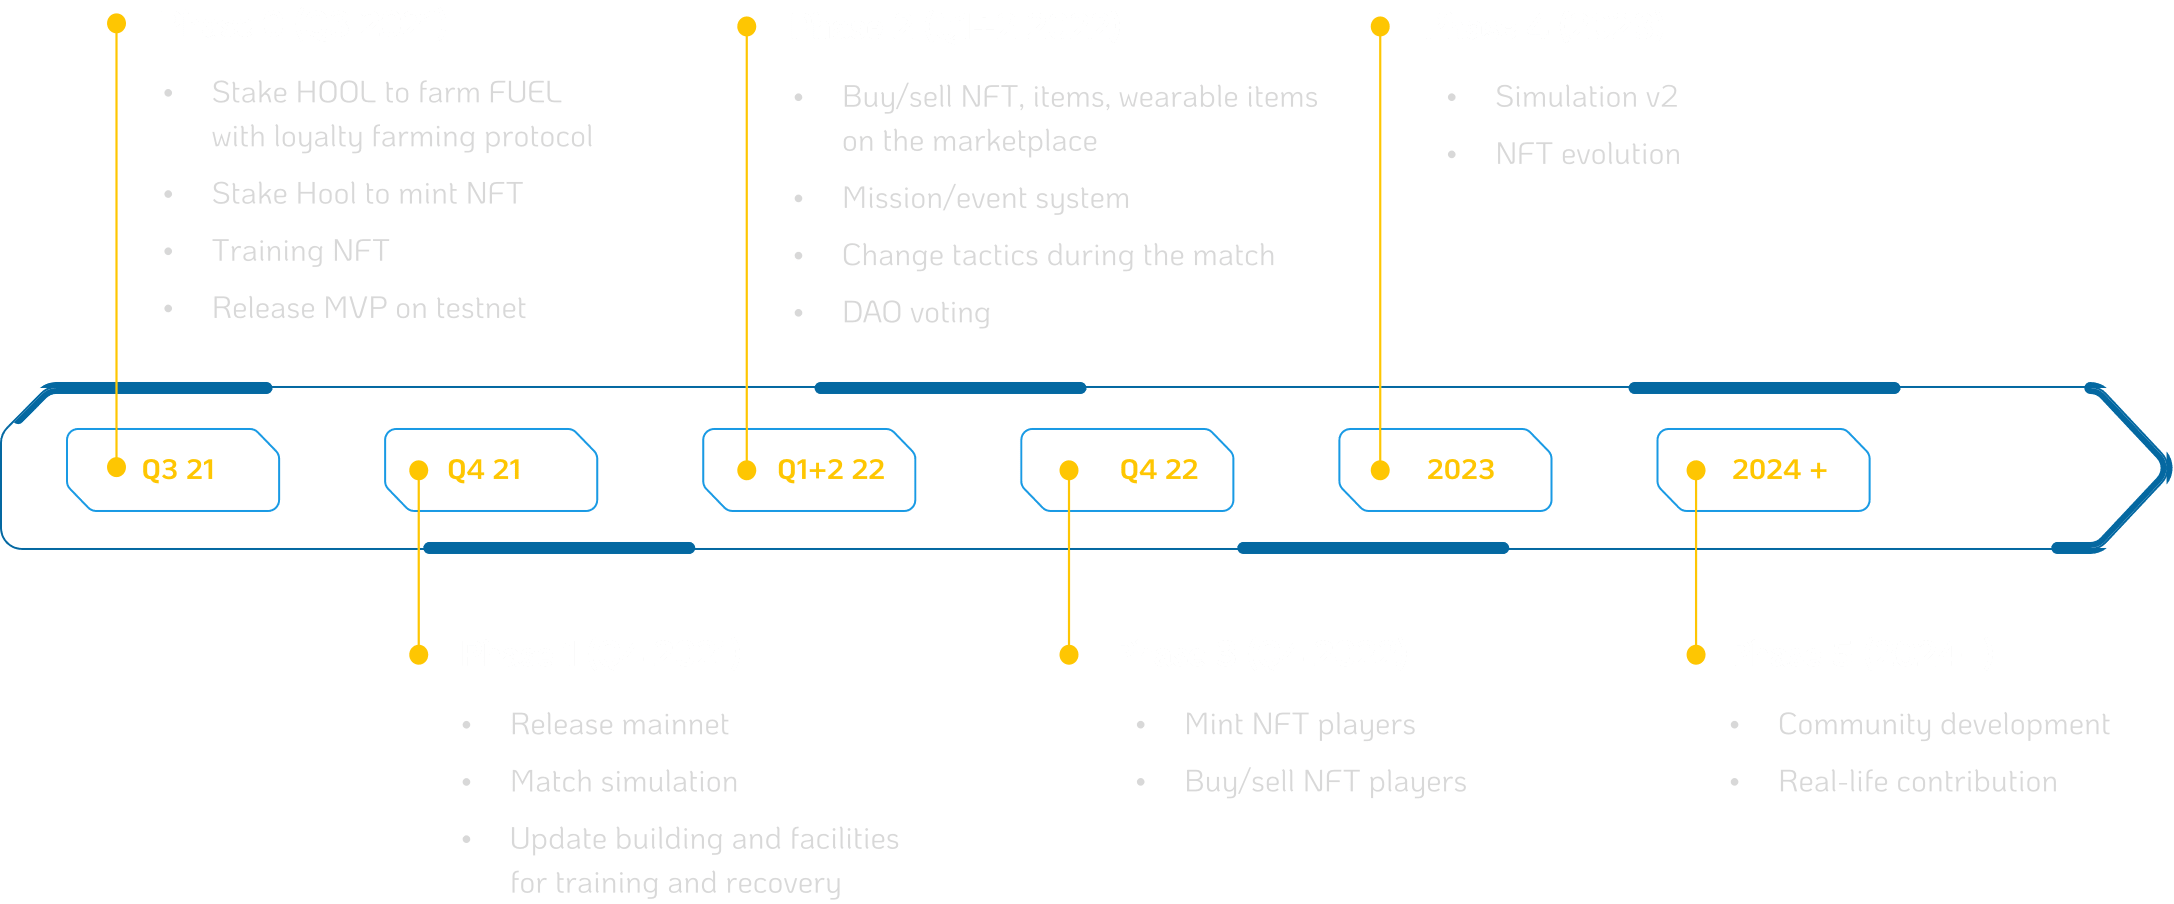 • Stake HOOL to farm FUEL
with loyalty farming protocol
• Stake Hool to mint NFT
• Training NFT
• Release MVP on testnet
• Buy/sell NFT, items, wearable items
on the marketplace
• Mission/event system
• Change tactics during the match
• DAO voting
• Simulation v2
• NFT evolution
Q3 21
Q4 21
Q1+2 22
Q4 22
2023
2024 +
• Release mainnet
• Match simulation
• Update building and facilities
for training and recovery
• Mint NFT players
• Buy/sell NFT players
• Community development
• Real-life contribution